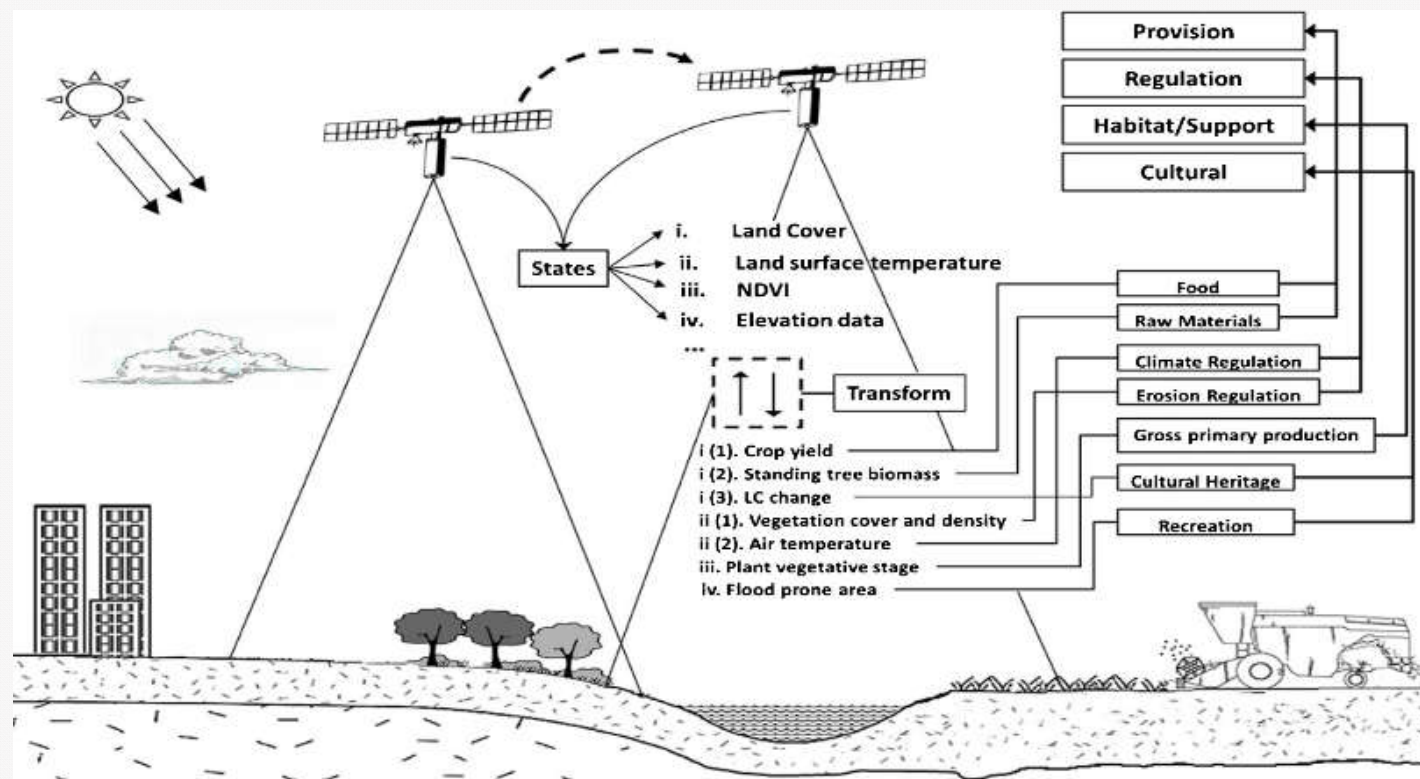 Provision
Regulation
Habitat/Support
Cultural
States
i. Land Cover
ii. Land surface temperature
iii. NDVI
iv. Elevation data
...
Transform
Food
Raw Materials
Climate Regulation
Erosion Regulation
Gross primary production
Cultural Heritage
Recreation
i (1). Crop yield
i (2). Standing tree biomass
i (3). LC change
ii (1). Vegetation cover and density
ii (2). Air temperature
iii. Plant vegetative stage
iv. Flood prone area